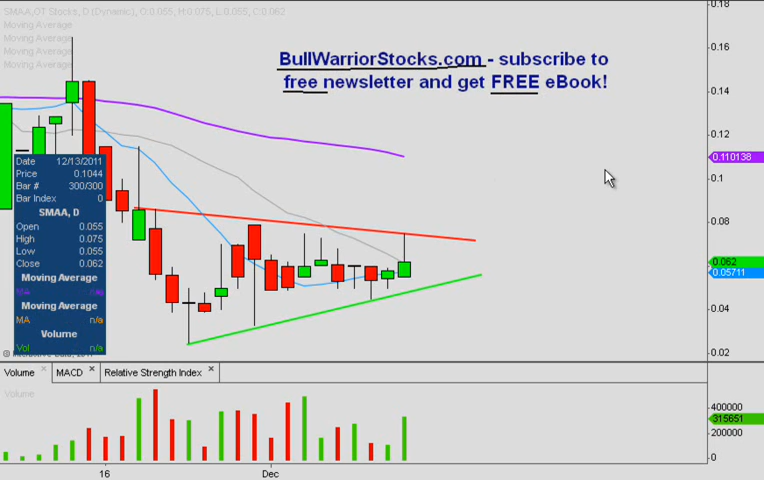 SMAA,OT Stocks, D (Dynamic), O:0.055, H:0.075, L:0.055, C:0.062
Moving Average
Moving Average
Moving Average
Moving Average
BullWarriorStocks.com - subscribe to
free newsletter and get FREE eBook!
0.18
0.16
0.14
0.12
0.110138
0.1
0.08
0.062
0.05711
0.04
0.02
Date 12/13/2011
Price 0.1044
Bar # 300/300
Bar Index 0
SMAA, D
Open 0.055
High 0.075
Low 0.055
Close 0.062
Moving Average
MA n/a
Moving Average
MA n/a
Volume
Vol n/a
Volume × MACD × Relative Strength Index ×
Volume
400000
315651
200000
0
16 Dec